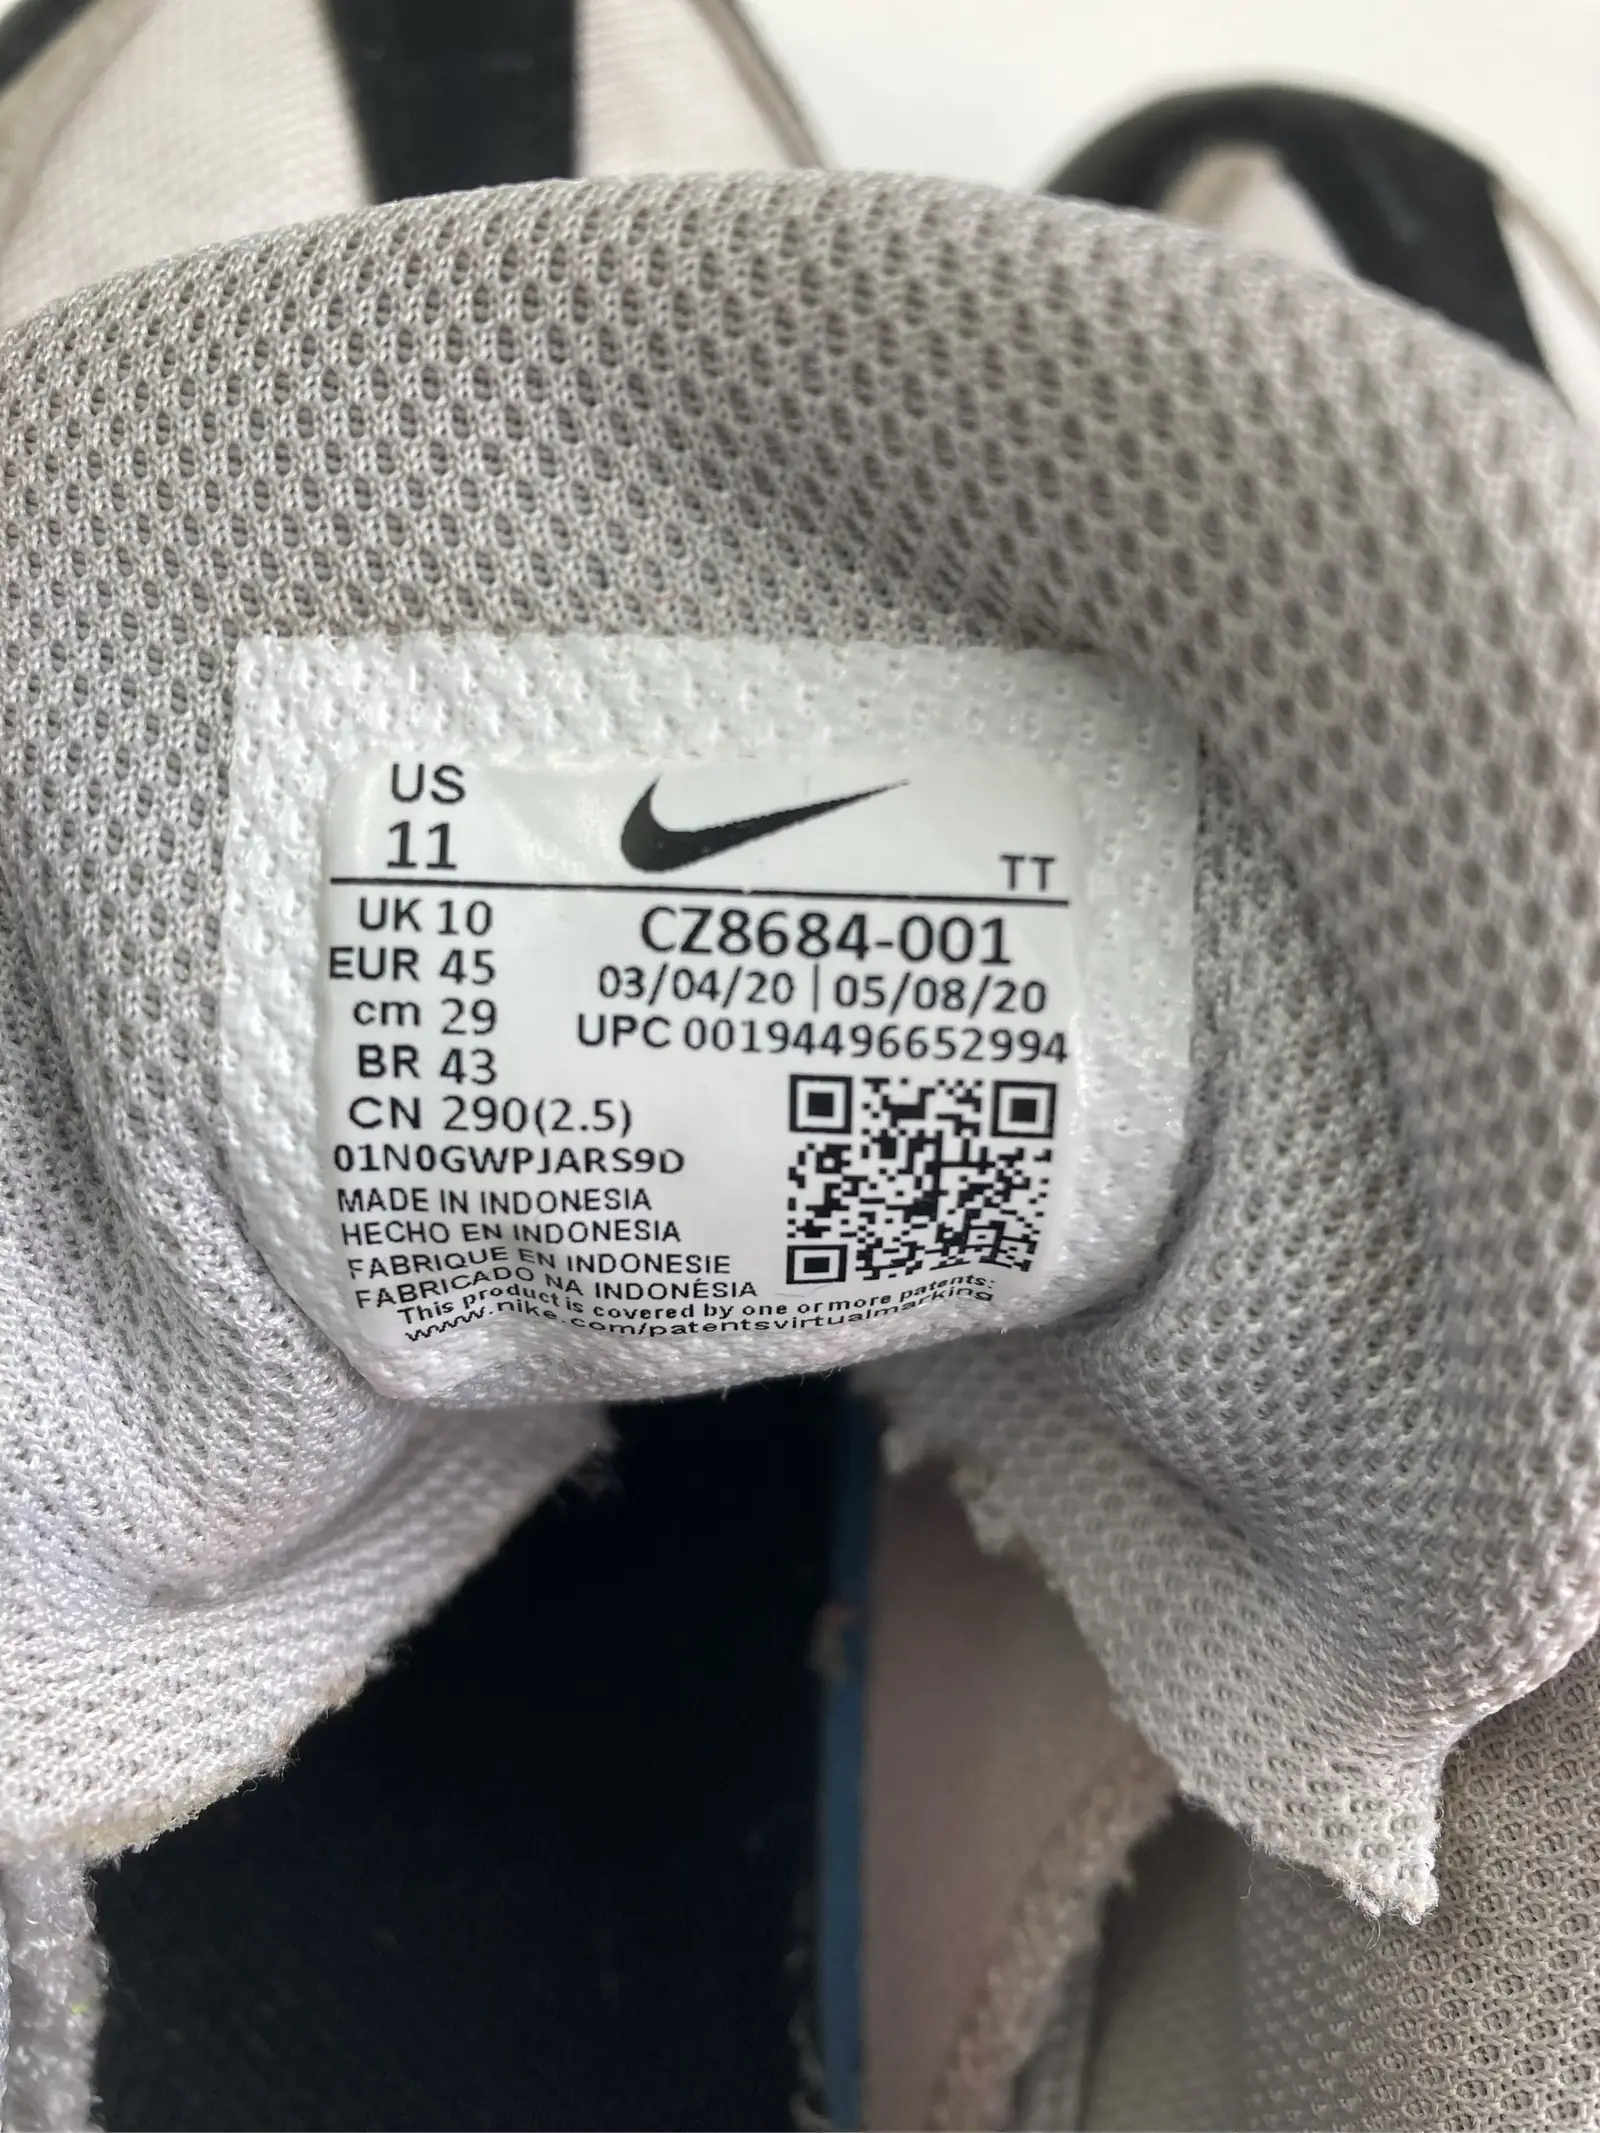 US
11
TT
UK 10
EUR 45
cm 29
BR 43
CN 290(2.5)
CZ8684-001
03/04/20 | 05/08/20
UPC 00194496652994
01N0GWPJARS9D
MADE IN INDONESIA
HECHO EN INDONESIA
FABRIQUE EN INDONESIE
FABRICADO NA INDONÉSIA
This product is covered by one or more patents:
www.nike.com/patentsvirtualmarking